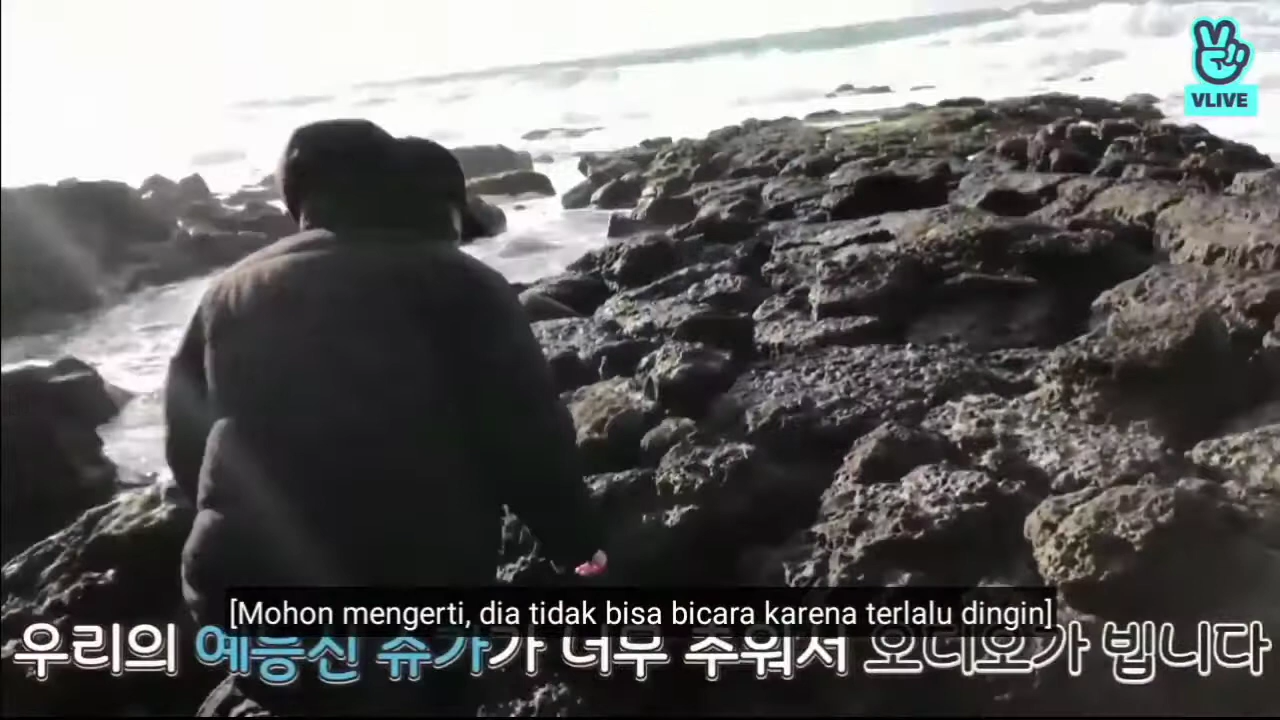 VLIVE
[Mohon mengerti, dia tidak bisa bicara karena terlalu dingin]
우리의 예능신 슈가가 너무 추워서 오디오가 빕니다